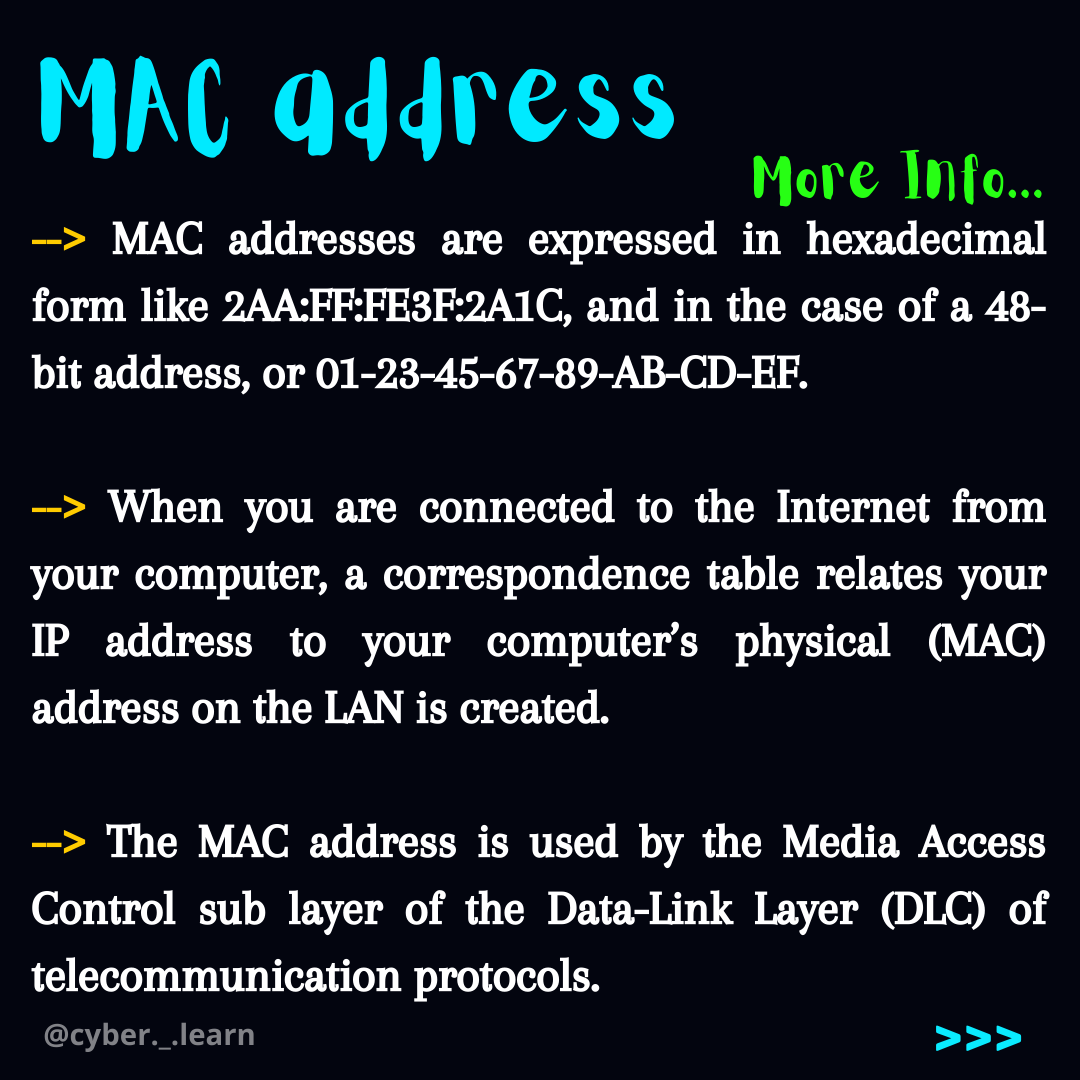 MAC address
More Info...
--> MAC addresses are expressed in hexadecimal
form like 2AA:FF:FE3F:2A1C, and in the case of a 48-
bit address, or 01-23-45-67-89-AB-CD-EF.
--> When you are connected to the Internet from
your computer, a correspondence table relates your
IP address to your computer’s physical (MAC)
address on the LAN is created.
--> The MAC address is used by the Media Access
Control sub layer of the Data-Link Layer (DLC) of
telecommunication protocols.
@cyber._.learn
>>>